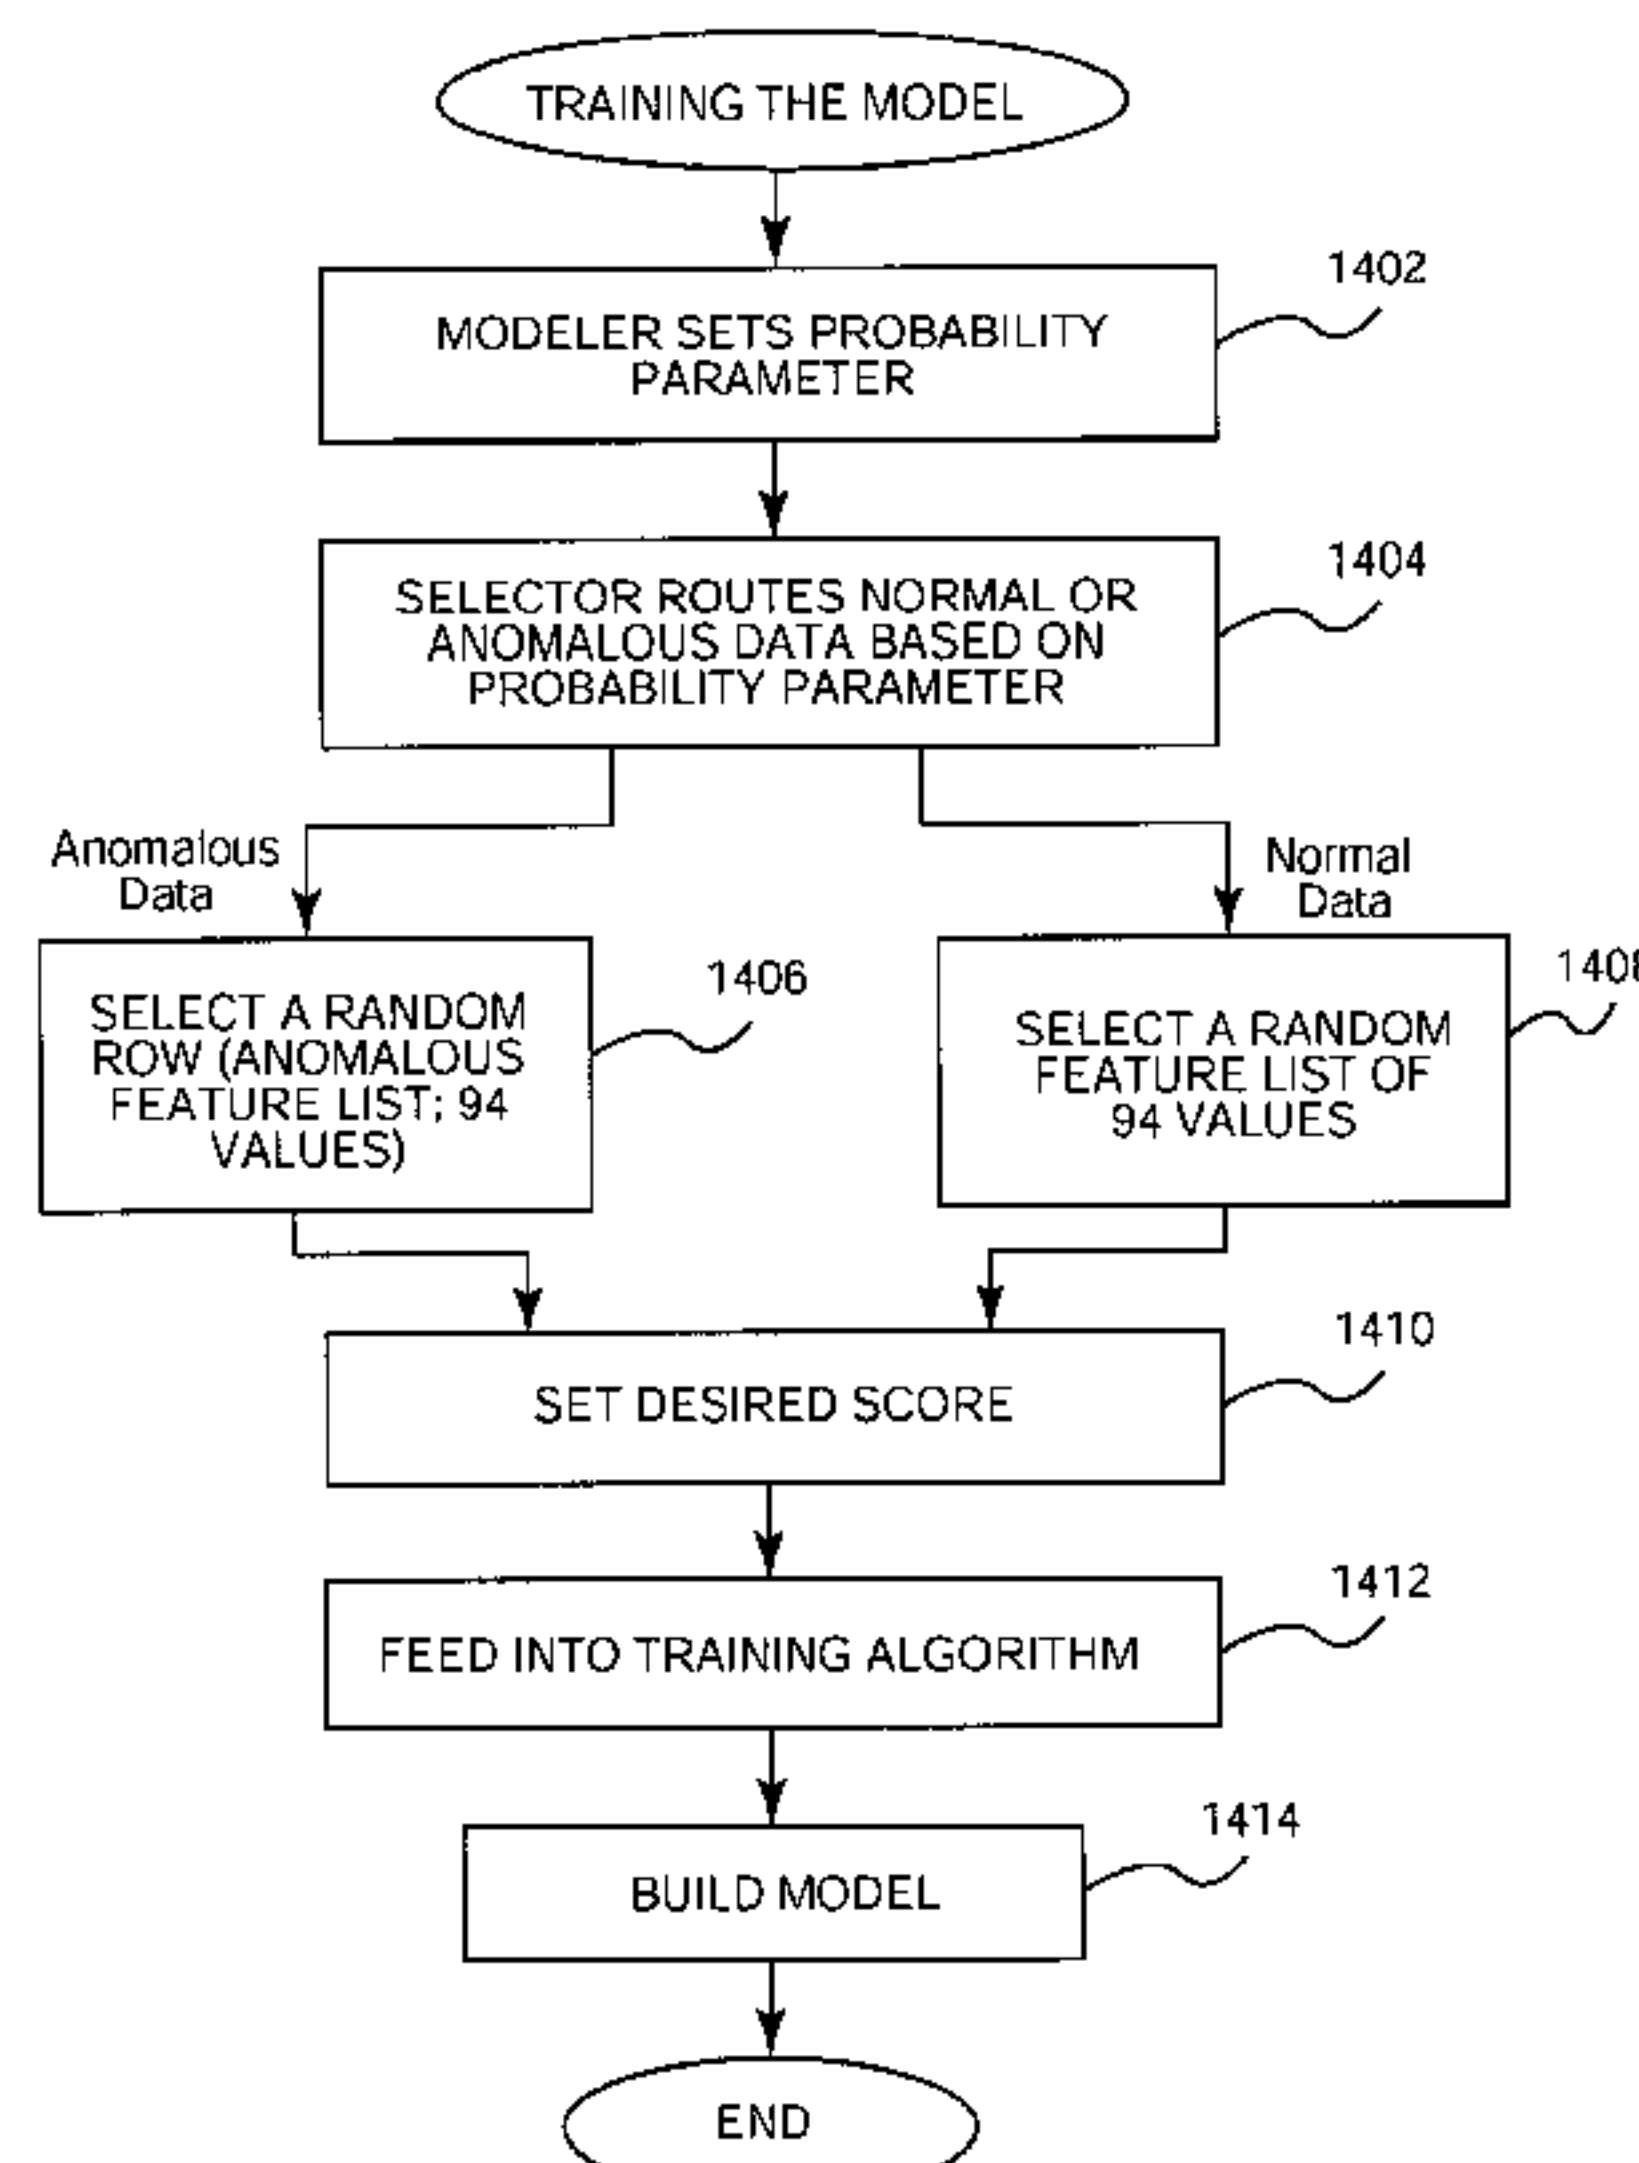 TRAINING THE MODEL
1402
MODELER SETS PROBABILITY
PARAMETER
1404
SELECTOR ROUTES NORMAL OR
ANOMALOUS DATA BASED ON
PROBABILITY PARAMETER
Anomalous
Data
Normal
Data
1406
SELECT A RANDOM
ROW (ANOMALOUS
FEATURE LIST; 94
VALUES)
SELECT A RANDOM
FEATURE LIST OF
94 VALUES
1410
SET DESIRED SCORE
1412
FEED INTO TRAINING ALGORITHM
1414
BUILD MODEL
END